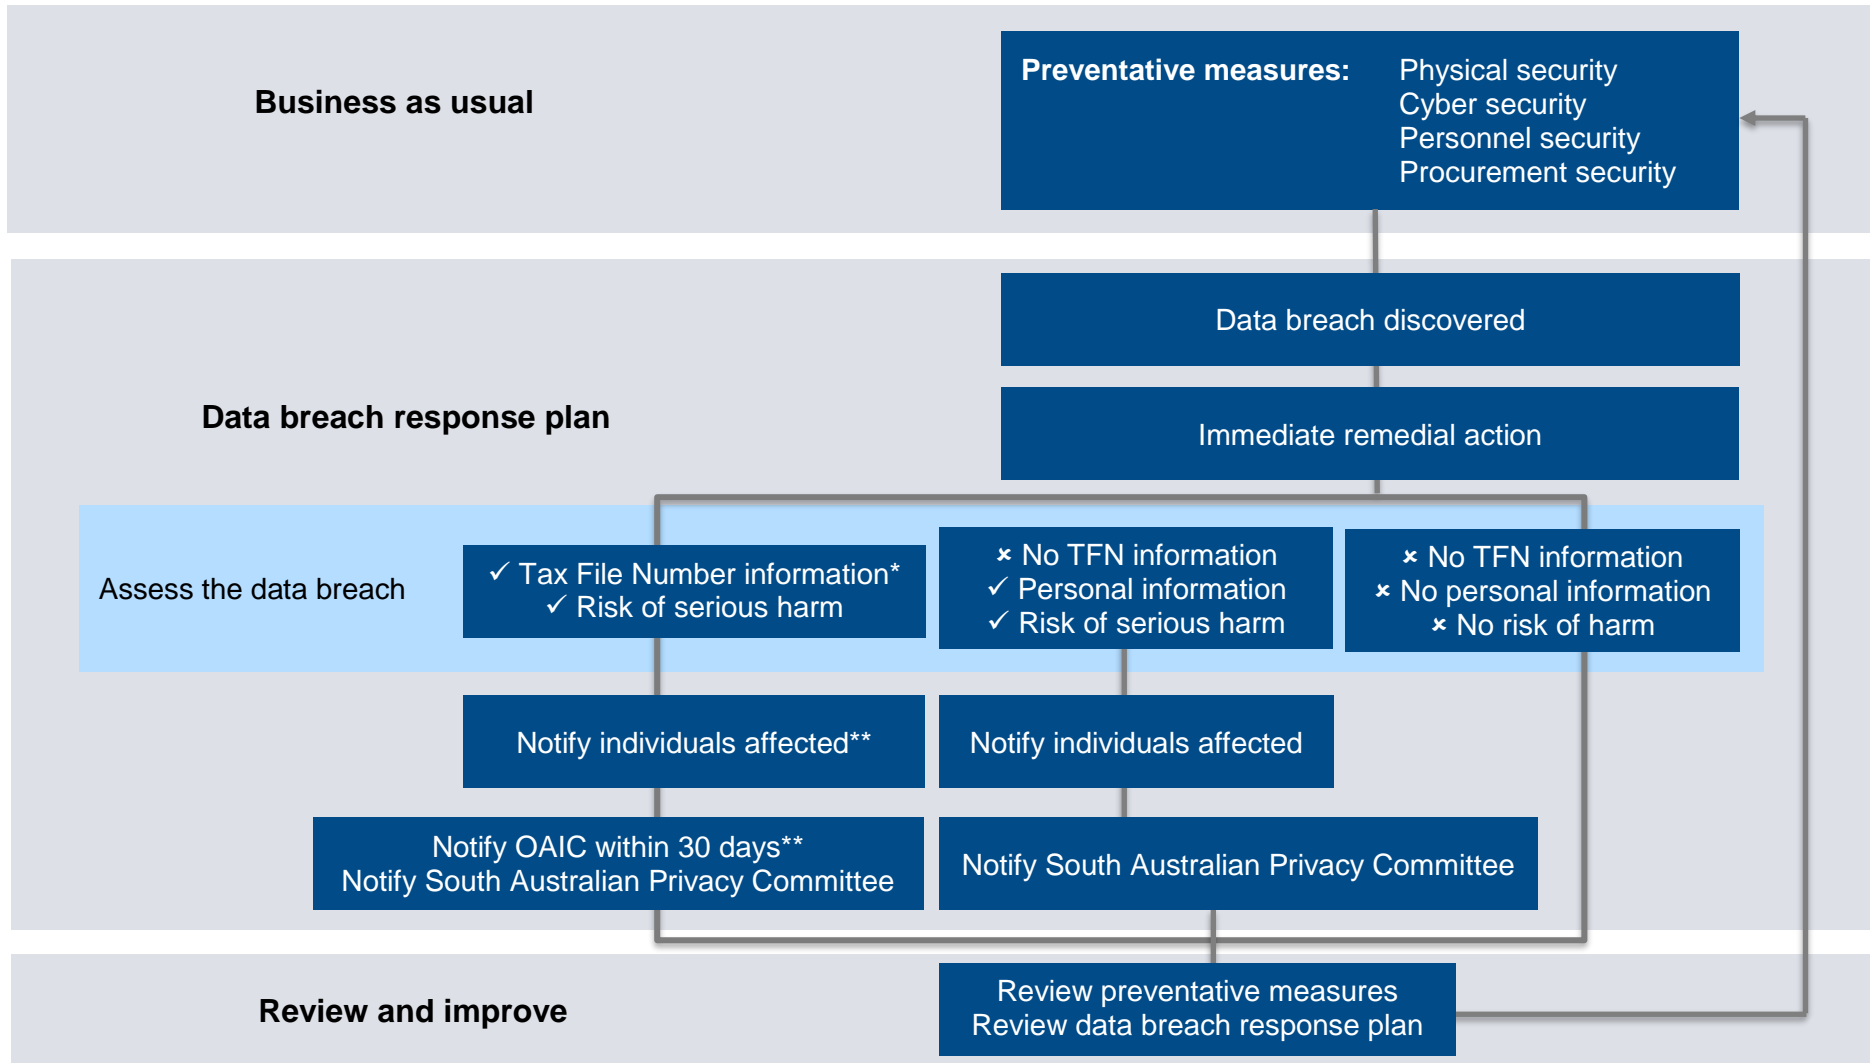 Business as usual
Preventative measures: Physical security
Cyber security
Personnel security
Procurement security
Data breach response plan
Data breach discovered
Immediate remedial action
Assess the data breach
✓ Tax File Number information*
✓ Risk of serious harm
× No TFN information
✓ Personal information
✓ Risk of serious harm
× No TFN information
× No personal information
× No risk of harm
Notify individuals affected**
Notify individuals affected
Notify OAIC within 30 days**
Notify South Australian Privacy Committee
Notify South Australian Privacy Committee
Review and improve
Review preventative measures
Review data breach response plan